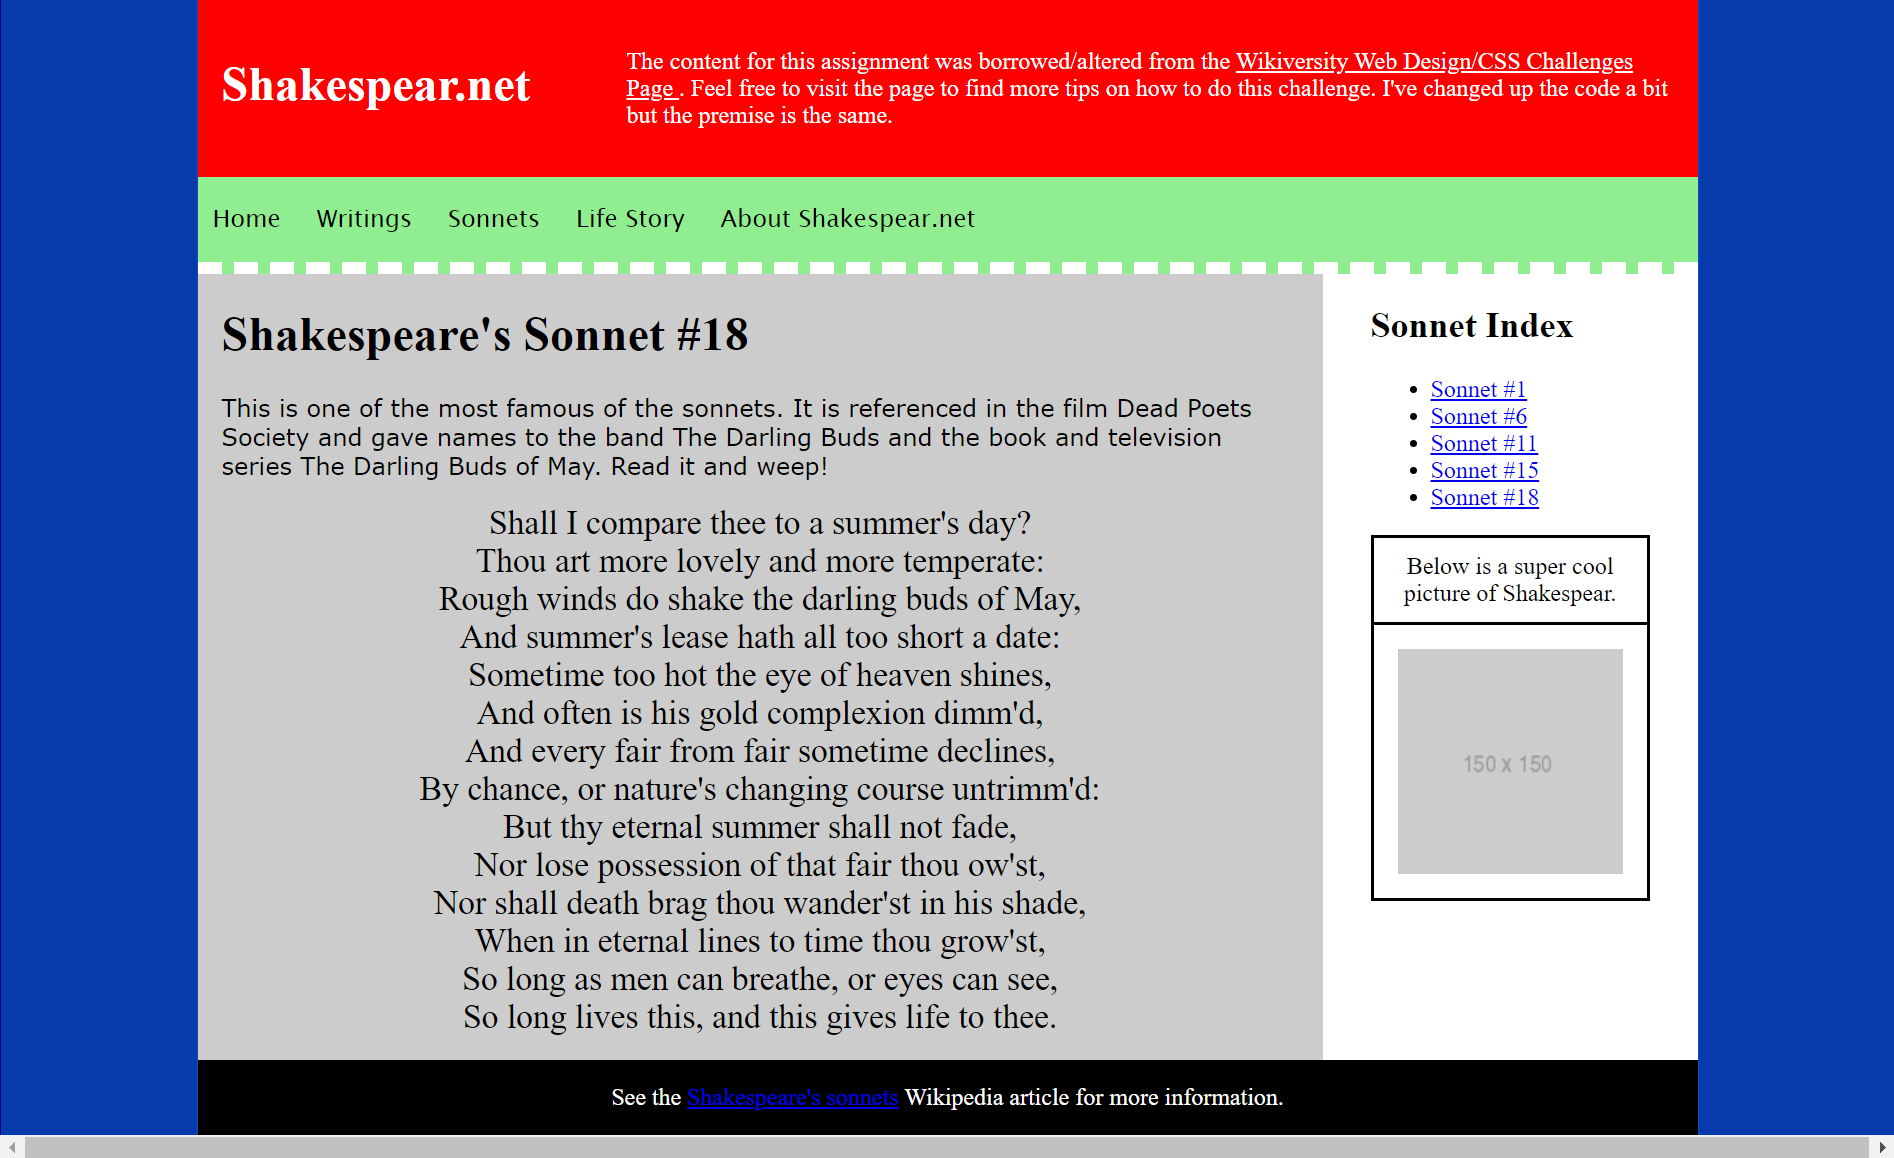 Shakespear.net
The content for this assignment was borrowed/altered from the Wikiversity Web Design/CSS Challenges
Page . Feel free to visit the page to find more tips on how to do this challenge. I've changed up the code a bit
but the premise is the same.
Home Writings Sonnets Life Story About Shakespear.net
Shakespeare's Sonnet #18
This is one of the most famous of the sonnets. It is referenced in the film Dead Poets
Society and gave names to the band The Darling Buds and the book and television
series The Darling Buds of May. Read it and weep!
Shall I compare thee to a summer's day?
Thou art more lovely and more temperate:
Rough winds do shake the darling buds of May,
And summer's lease hath all too short a date:
Sometime too hot the eye of heaven shines,
And often is his gold complexion dimm'd,
And every fair from fair sometime declines,
By chance, or nature's changing course untrimm'd:
But thy eternal summer shall not fade,
Nor lose possession of that fair thou ow'st,
Nor shall death brag thou wander'st in his shade,
When in eternal lines to time thou grow'st,
So long as men can breathe, or eyes can see,
So long lives this, and this gives life to thee.
Sonnet Index
• Sonnet #1
• Sonnet #6
• Sonnet #11
• Sonnet #15
• Sonnet #18
Below is a super cool
picture of Shakespear.
150 x 150
See the Shakespeare's sonnets Wikipedia article for more information.